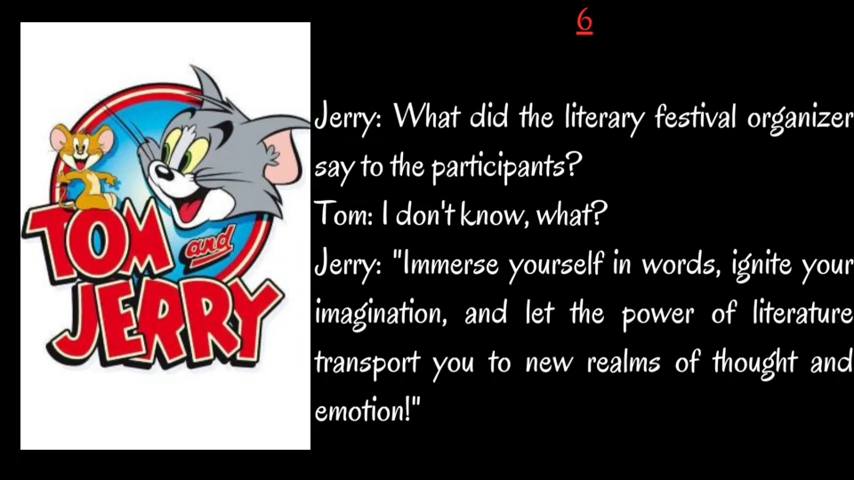 6
TOM
and
JERRY
Jerry: What did the literary festival organizer
say to the participants?
Tom: I don't know, what?
Jerry: "Immerse yourself in words, ignite your
imagination, and let the power of literature
transport you to new realms of thought and
emotion!"